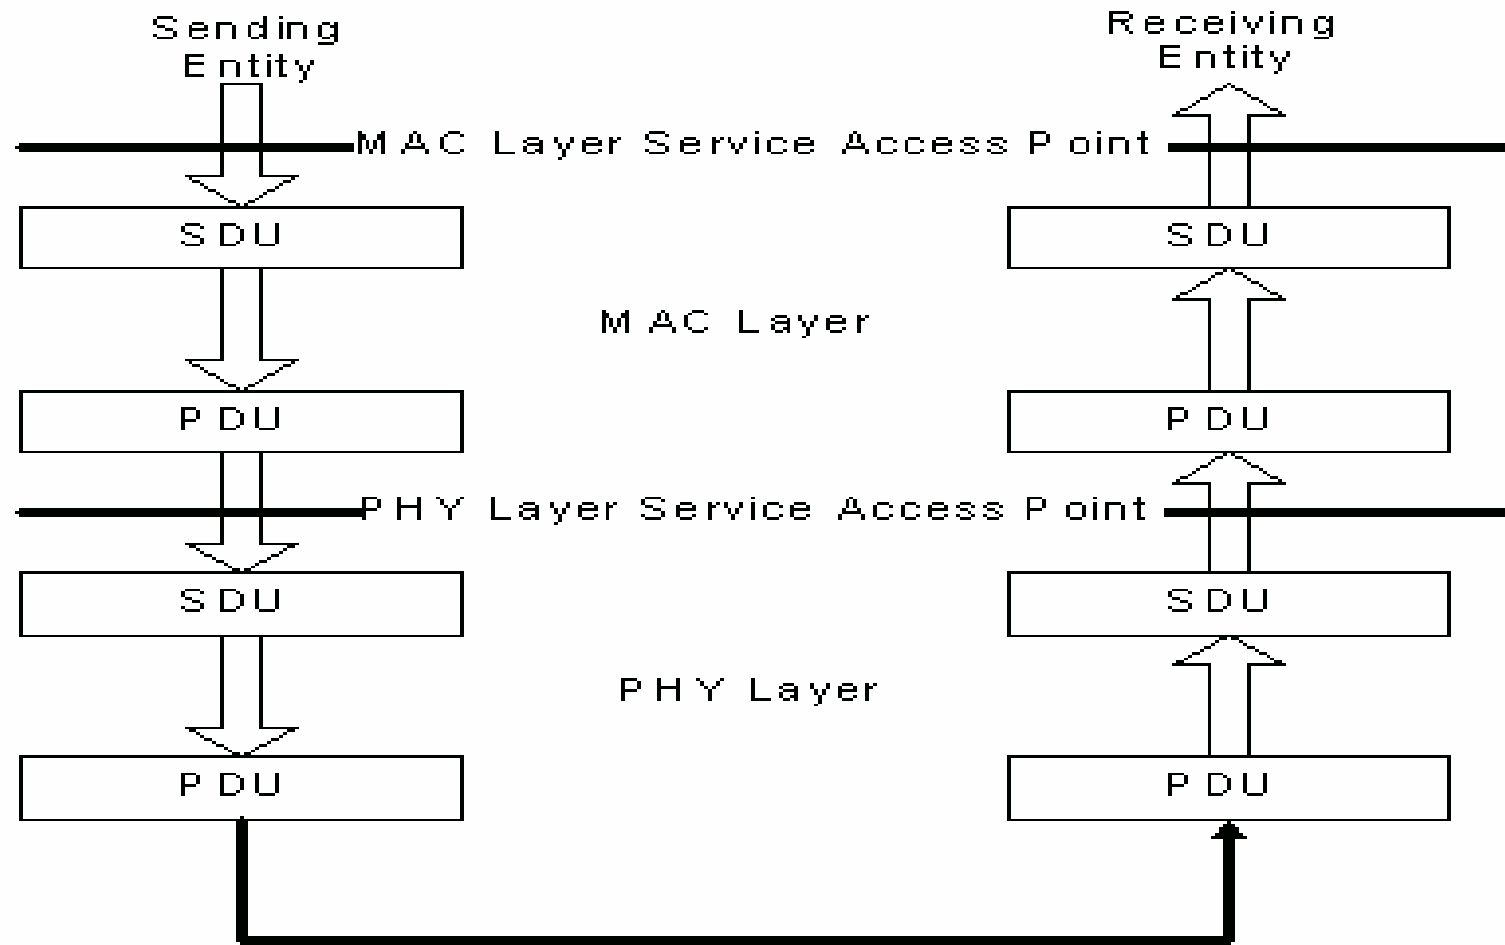 Sending
Entity
Receiving
Entity
MAC Layer Service Access Point
SDU
SDU
MAC Layer
PDU
PDU
PHY Layer Service Access Point
SDU
SDU
PHY Layer
PDU
PDU